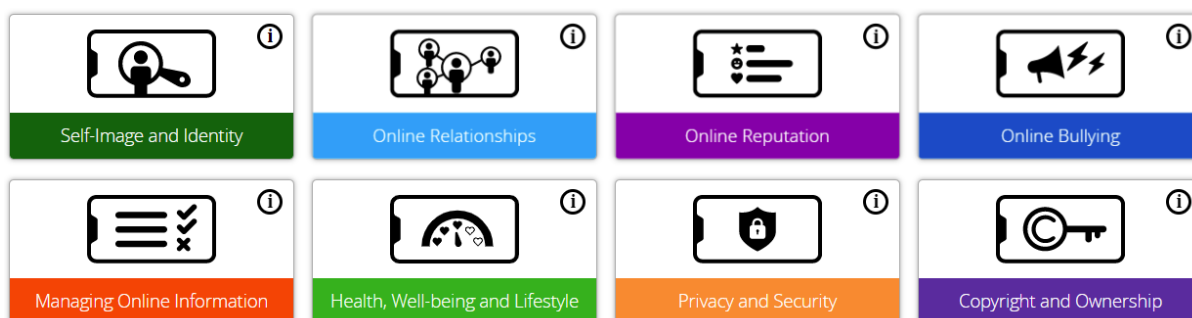 Self-Image and Identity
Online Relationships
Online Reputation
Online Bullying
Managing Online Information
Health, Well-being and Lifestyle
Privacy and Security
Copyright and Ownership